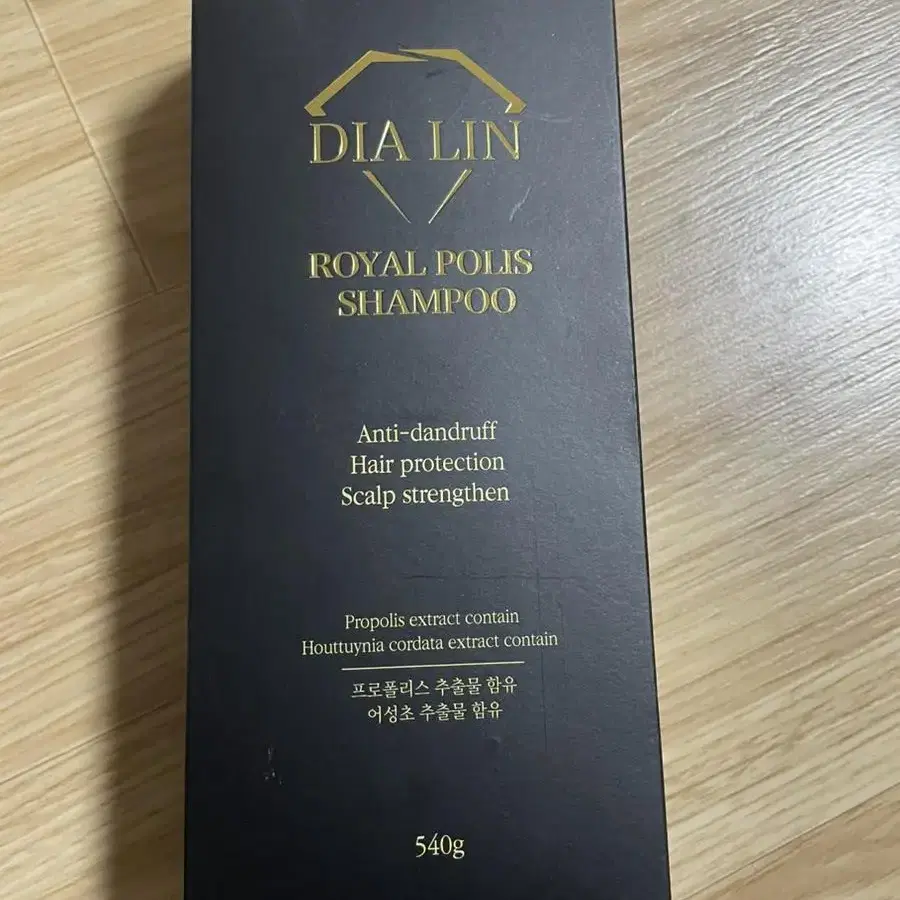 DIA LIN
ROYAL POLIS
SHAMPOO
Anti-dandruff
Hair protection
Scalp strengthen
Propolis extract contain
Houttuynia cordata extract contain
프로폴리스 추출물 함유
어성초 추출물 함유
540g